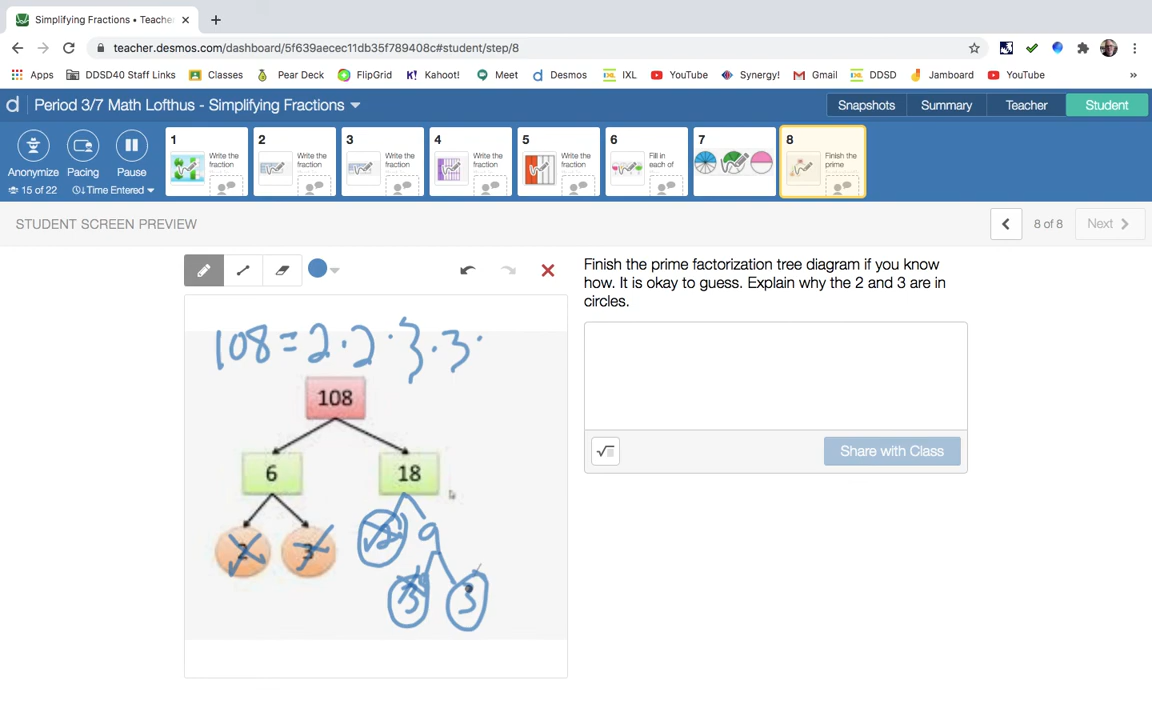 Simplifying Fractions • Teache
teacher.desmos.com/dashboard/5f639aecec11db35f789408c#student/step/8
Apps DDSD40 Staff Links Classes Pear Deck FlipGrid K! Kahoot! Meet d Desmos IXL YouTube Synergy! Gmail DDSD Jamboard YouTube »
d Period 3/7 Math Lofthus - Simplifying Fractions Snapshots Summary Teacher Student
1 Write the fraction
2 Write the fraction
3 Write the fraction
4 Write the fraction
5 Write the fraction
6 Fill in each of
7
8 Finish the prime
Anonymize Pacing Pause
15 of 22 Time Entered
STUDENT SCREEN PREVIEW 8 of 8 Next
Finish the prime factorization tree diagram if you know
how. It is okay to guess. Explain why the 2 and 3 are in
circles.
108 = 2 · 2 · 3 · 3 ·
108
6 18
2 3 2 9
3 3
Share with Class